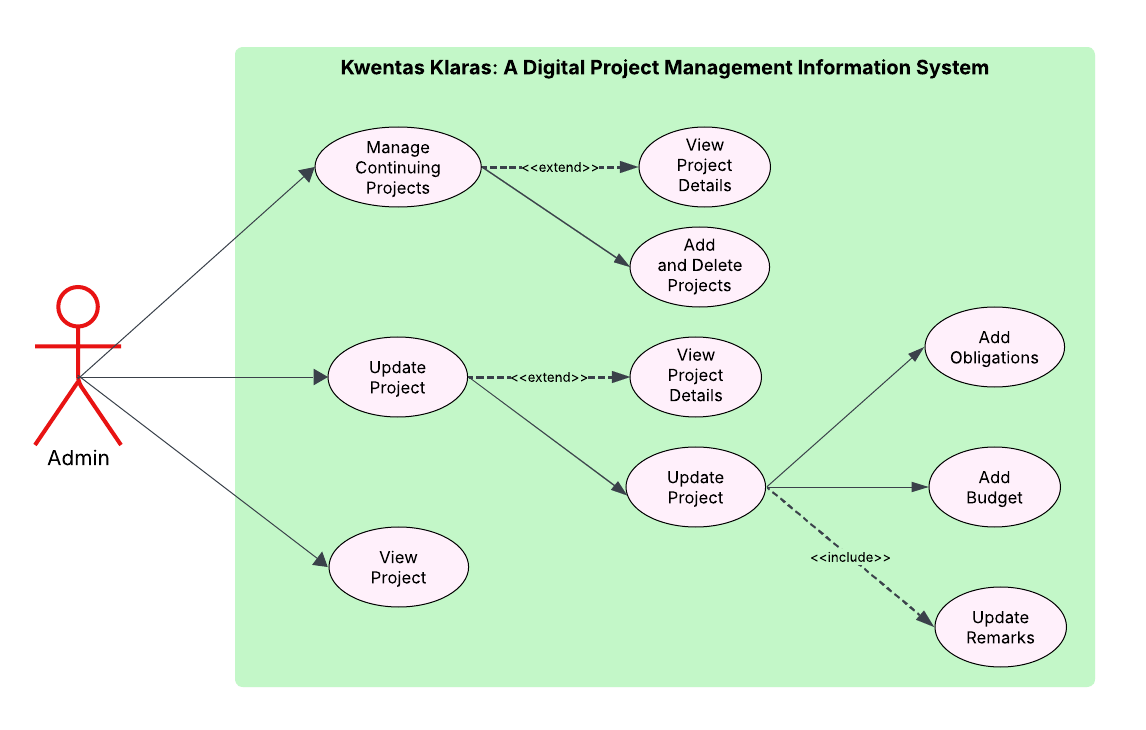 Kwentas Klaras: A Digital Project Management Information System
Manage
Continuing
Projects
<<extend>>
View
Project
Details
Add
and Delete
Projects
Admin
Update
Project
<<extend>>
View
Project
Details
Update
Project
Add
Obligations
Add
Budget
<<include>>
Update
Remarks
View
Project